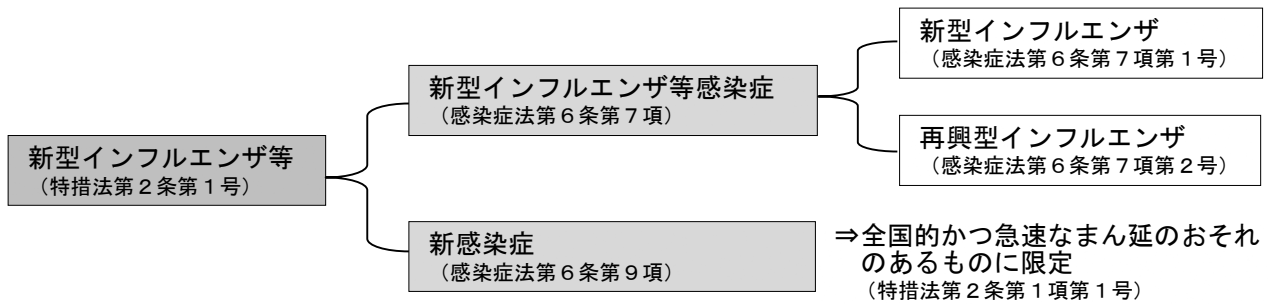 新型インフルエンザ等
（特措法第２条第１号）
新型インフルエンザ等感染症
（感染症法第６条第７項）
新型インフルエンザ
（感染症法第６条第７項第１号）
再興型インフルエンザ
（感染症法第６条第７項第２号）
新感染症
（感染症法第６条第９項）
⇒全国的かつ急速なまん延のおそれ
のあるものに限定
（特措法第２条第１項第１号）